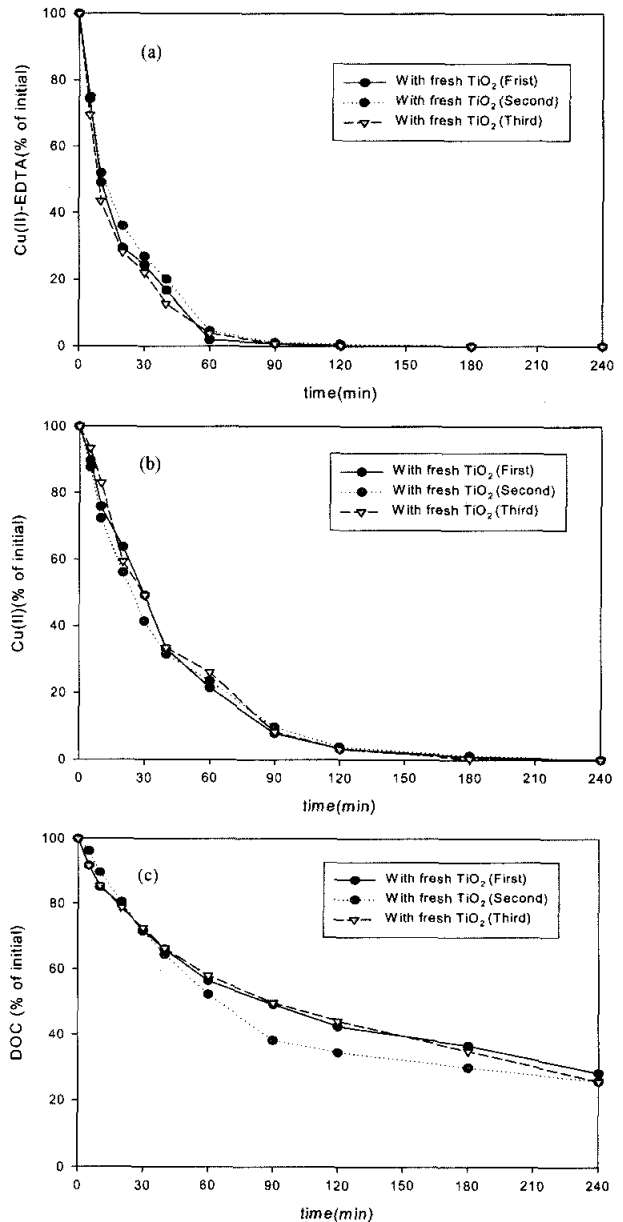 100
(a)
With fresh TiO2 (Frist)
With fresh TiO2 (Second)
With fresh TiO2 (Third)
80
60
40
20
0
Cu(II)-EDTA(% of initial)
0 30 60 90 120 150 180 210 240
time(min)
100
(b)
With fresh TiO2 (First)
With fresh TiO2 (Second)
With fresh TiO2 (Third)
80
60
40
20
0
Cu(II)(% of initial)
0 30 60 90 120 150 180 210 240
time(min)
100
(c)
With fresh TiO2 (First)
With fresh TiO2 (Second)
With fresh TiO2 (Third)
80
60
40
20
0
DOC (% of initial)
0 30 60 90 120 150 180 210 240
time(min)